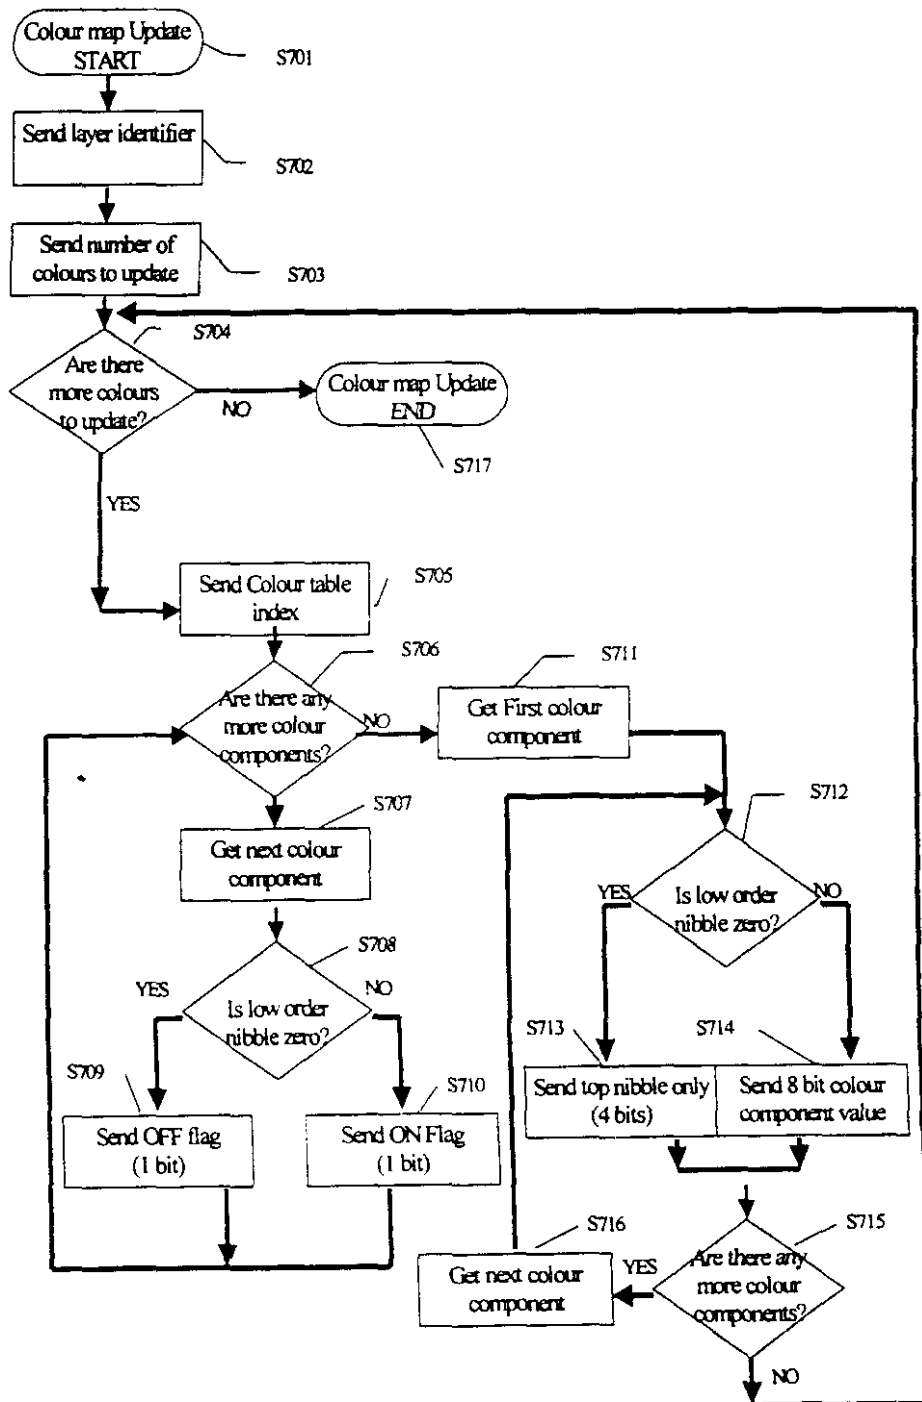 Colour map Update
START
S701
Send layer identifier
S702
Send number of
colours to update
S703
S704
Are there
more colours
to update?
NO
Colour map Update
END
S717
YES
Send Colour table
index
S705
S706
Are there any
more colour
components?
NO
Get First colour
component
S711
S707
Get next colour
component
S712
Is low order
nibble zero?
YES
NO
S708
Is low order
nibble zero?
YES
NO
S709
Send OFF flag
(1 bit)
S710
Send ON Flag
(1 bit)
S713
Send top nibble only
(4 bits)
S714
Send 8 bit colour
component value
S715
Are there any
more colour
components?
YES
S716
Get next colour
component
NO